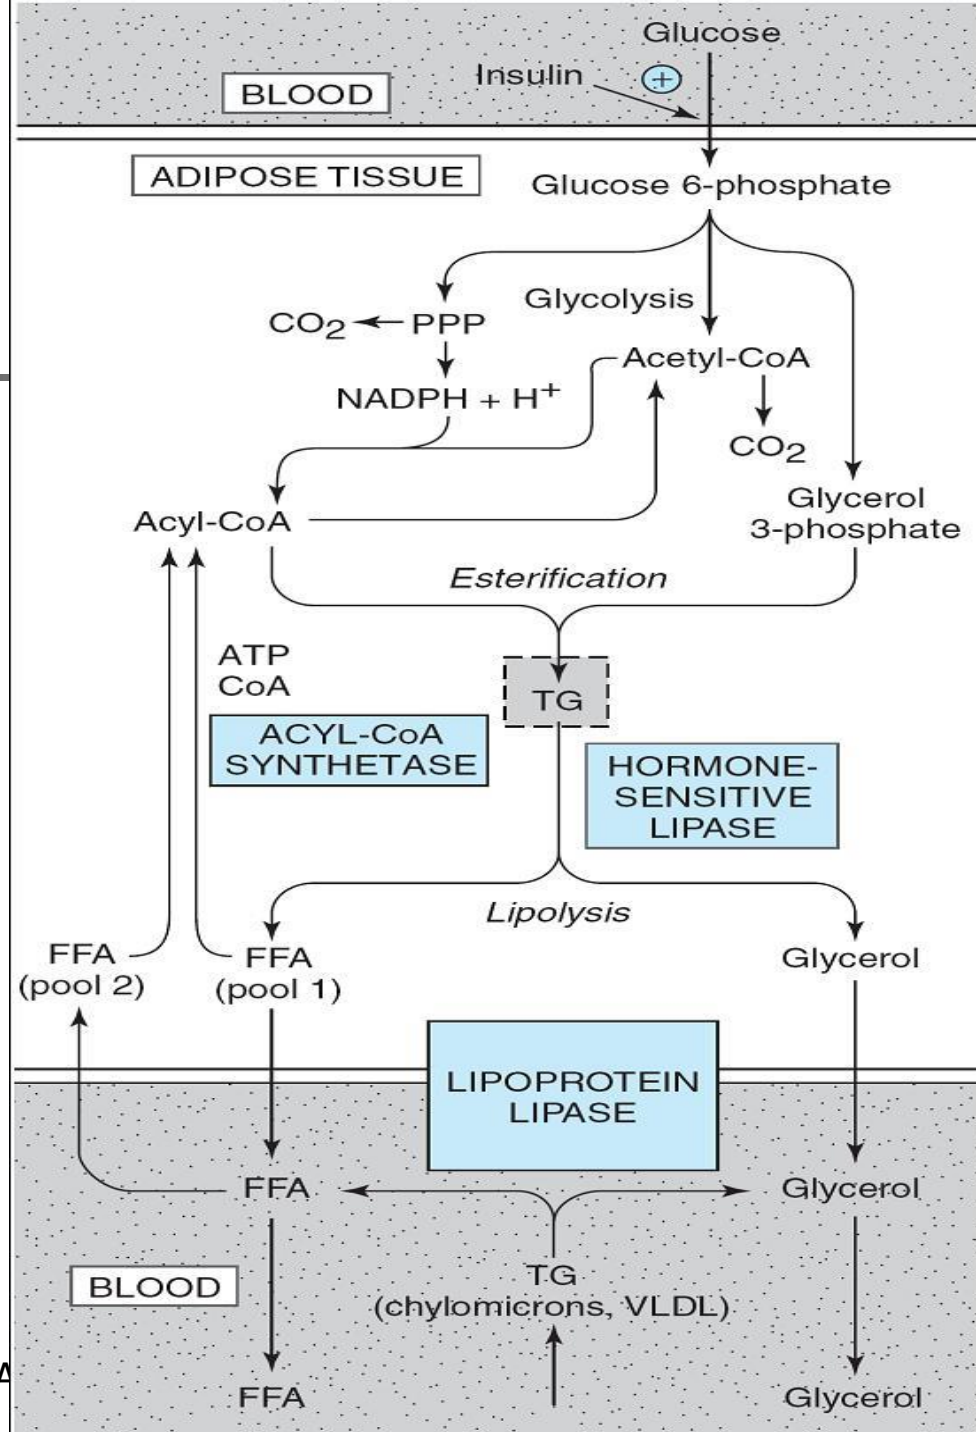 Glucose
Insulin
+
BLOOD
ADIPOSE TISSUE
Glucose 6-phosphate
Glycolysis
CO2
PPP
Acetyl-CoA
NADPH + H+
CO2
Glycerol
3-phosphate
Acyl-CoA
Esterification
ATP
CoA
TG
ACYL-CoA
SYNTHETASE
HORMONE-
SENSITIVE
LIPASE
Lipolysis
FFA
(pool 2)
FFA
(pool 1)
Glycerol
LIPOPROTEIN
LIPASE
FFA
Glycerol
BLOOD
TG
(chylomicrons, VLDL)
FFA
Glycerol